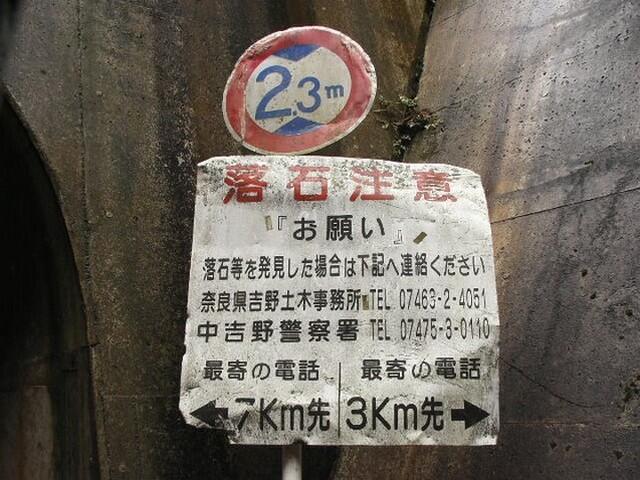 2.3m
落石注意
『お願い』
落石等を発見した場合は下記へ連絡ください
奈良県吉野土木事務所 TEL 07463-2-4051
中吉野警察署 TEL 07475-3-0110
最寄の電話 最寄の電話
←7Km先 3Km先→